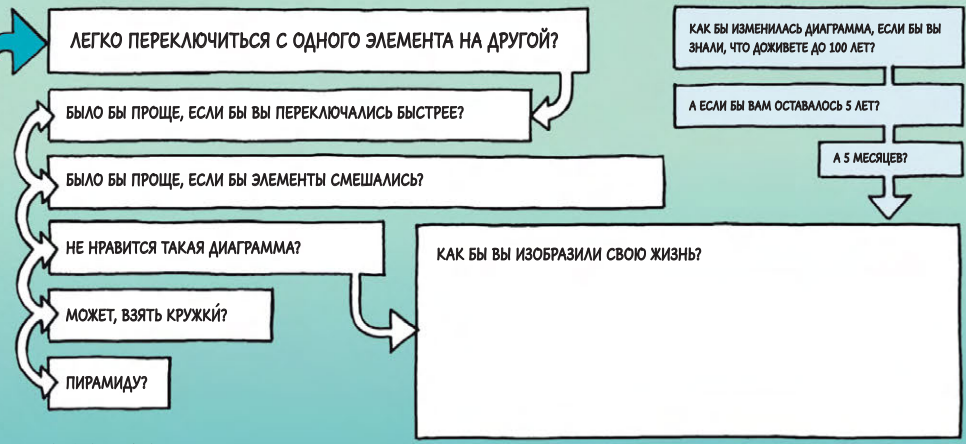 ЛЕГКО ПЕРЕКЛЮЧИТЬСЯ С ОДНОГО ЭЛЕМЕНТА НА ДРУГОЙ?
БЫЛО БЫ ПРОЩЕ, ЕСЛИ БЫ ВЫ ПЕРЕКЛЮЧАЛИСЬ БЫСТРЕЕ?
БЫЛО БЫ ПРОЩЕ, ЕСЛИ БЫ ЭЛЕМЕНТЫ СМЕШАЛИСЬ?
НЕ НРАВИТСЯ ТАКАЯ ДИАГРАММА?
МОЖЕТ, ВЗЯТЬ КРУЖКИ́?
ПИРАМИДУ?
КАК БЫ ИЗМЕНИЛАСЬ ДИАГРАММА, ЕСЛИ БЫ ВЫ
ЗНАЛИ, ЧТО ДОЖИВЕТЕ ДО 100 ЛЕТ?
А ЕСЛИ БЫ ВАМ ОСТАВАЛОСЬ 5 ЛЕТ?
А 5 МЕСЯЦЕВ?
КАК БЫ ВЫ ИЗОБРАЗИЛИ СВОЮ ЖИЗНЬ?